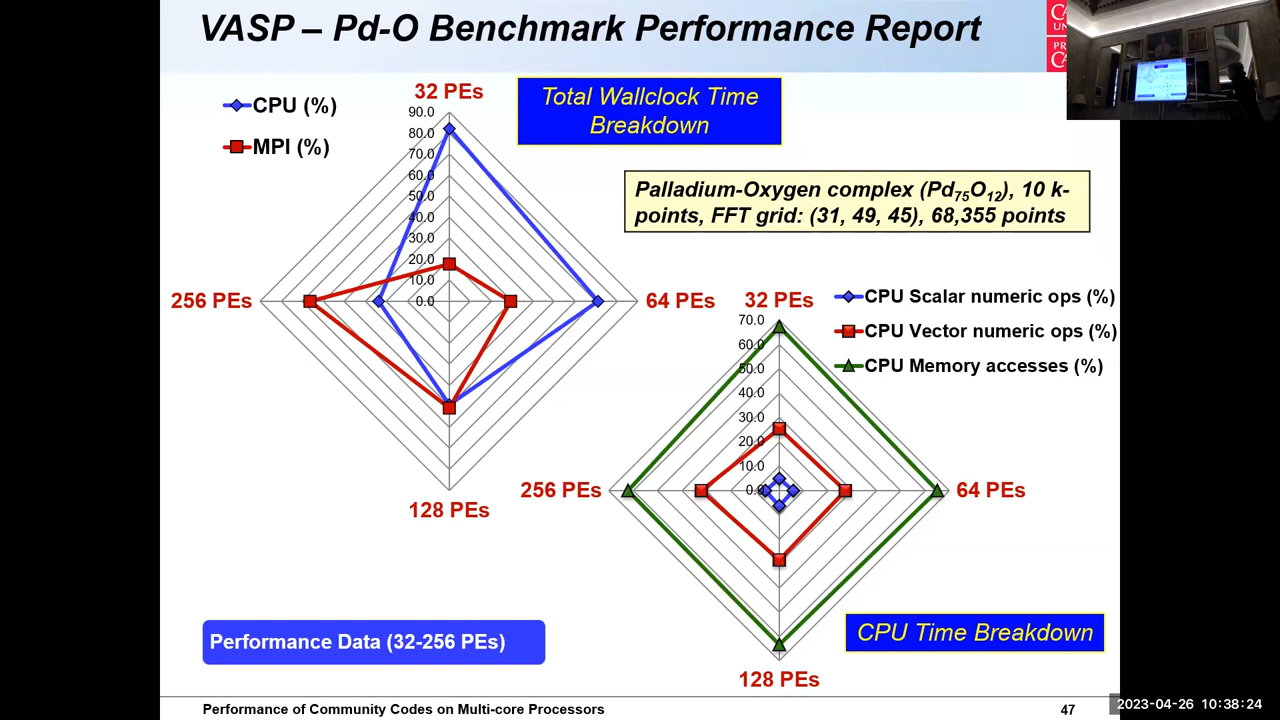 VASP – Pd-O Benchmark Performance Report
CA
UN
PR
CA
CPU (%)
MPI (%)
32 PEs
90.0
80.0
70.0
60.0
50.0
40.0
30.0
20.0
10.0
0.0
256 PEs
64 PEs
128 PEs
Total Wallclock Time
Breakdown
Palladium-Oxygen complex (Pd75O12), 10 k-
points, FFT grid: (31, 49, 45), 68,355 points
32 PEs
CPU Scalar numeric ops (%)
CPU Vector numeric ops (%)
CPU Memory accesses (%)
70.0
60.0
50.0
40.0
30.0
20.0
10.0
0.0
256 PEs
64 PEs
128 PEs
CPU Time Breakdown
Performance Data (32-256 PEs)
Performance of Community Codes on Multi-core Processors
47
2023-04-26 10:38:24